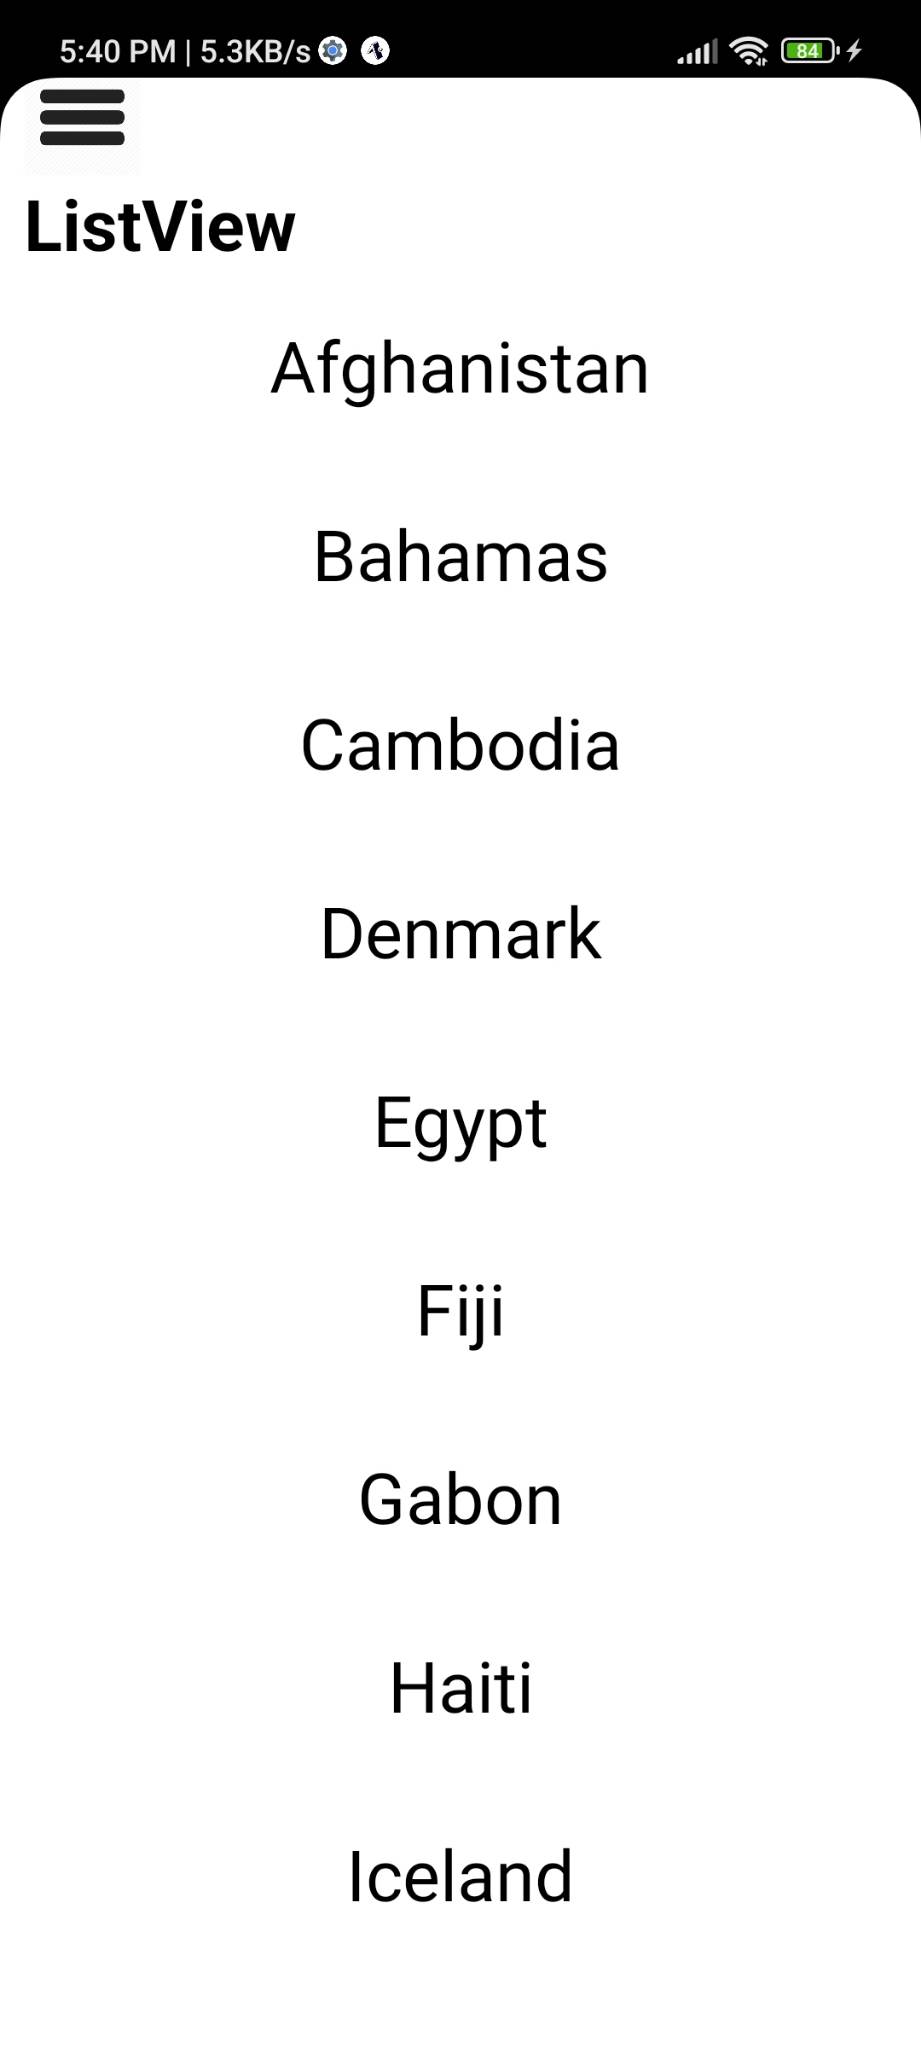 5:40 PM | 5.3KB/s 84
ListView
Afghanistan
Bahamas
Cambodia
Denmark
Egypt
Fiji
Gabon
Haiti
Iceland